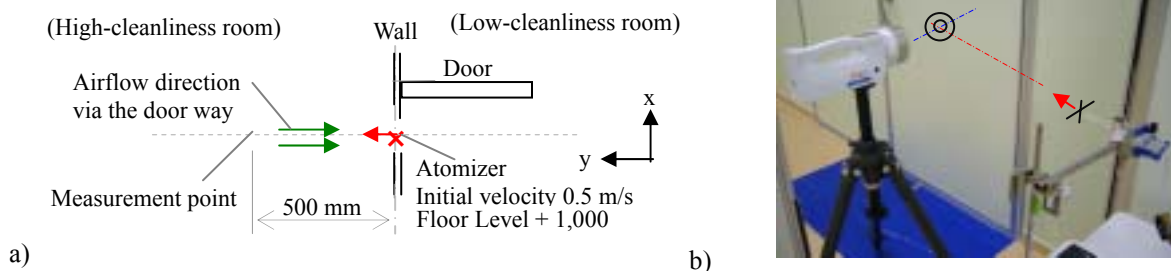 (High-cleanliness room)
Wall
(Low-cleanliness room)
Airflow direction
via the door way
Door
x
y
Measurement point
500 mm
Atomizer
Initial velocity 0.5 m/s
Floor Level + 1,000
a)
b)